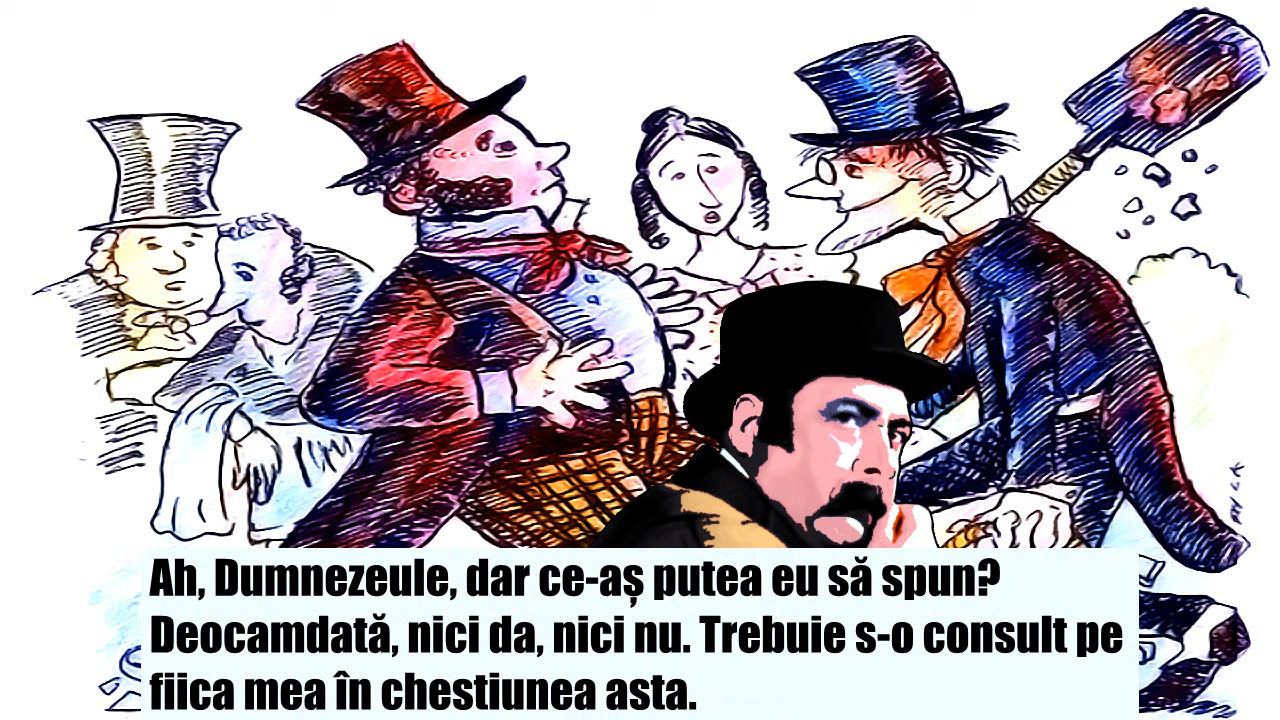 Ah, Dumnezeule, dar ce-aș putea eu să spun?
Deocamdată, nici da, nici nu. Trebuie s-o consult pe
fiica mea în chestiunea asta.